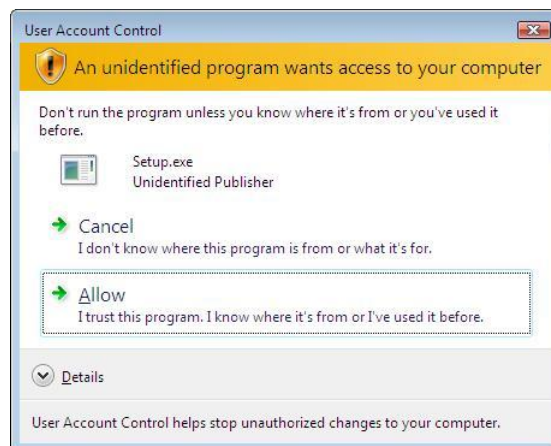 User Account Control
An unidentified program wants access to your computer
Don't run the program unless you know where it's from or you've used it
before.
Setup.exe
Unidentified Publisher
Cancel
I don't know where this program is from or what it's for.
Allow
I trust this program. I know where it's from or I've used it before.
Details
User Account Control helps stop unauthorized changes to your computer.